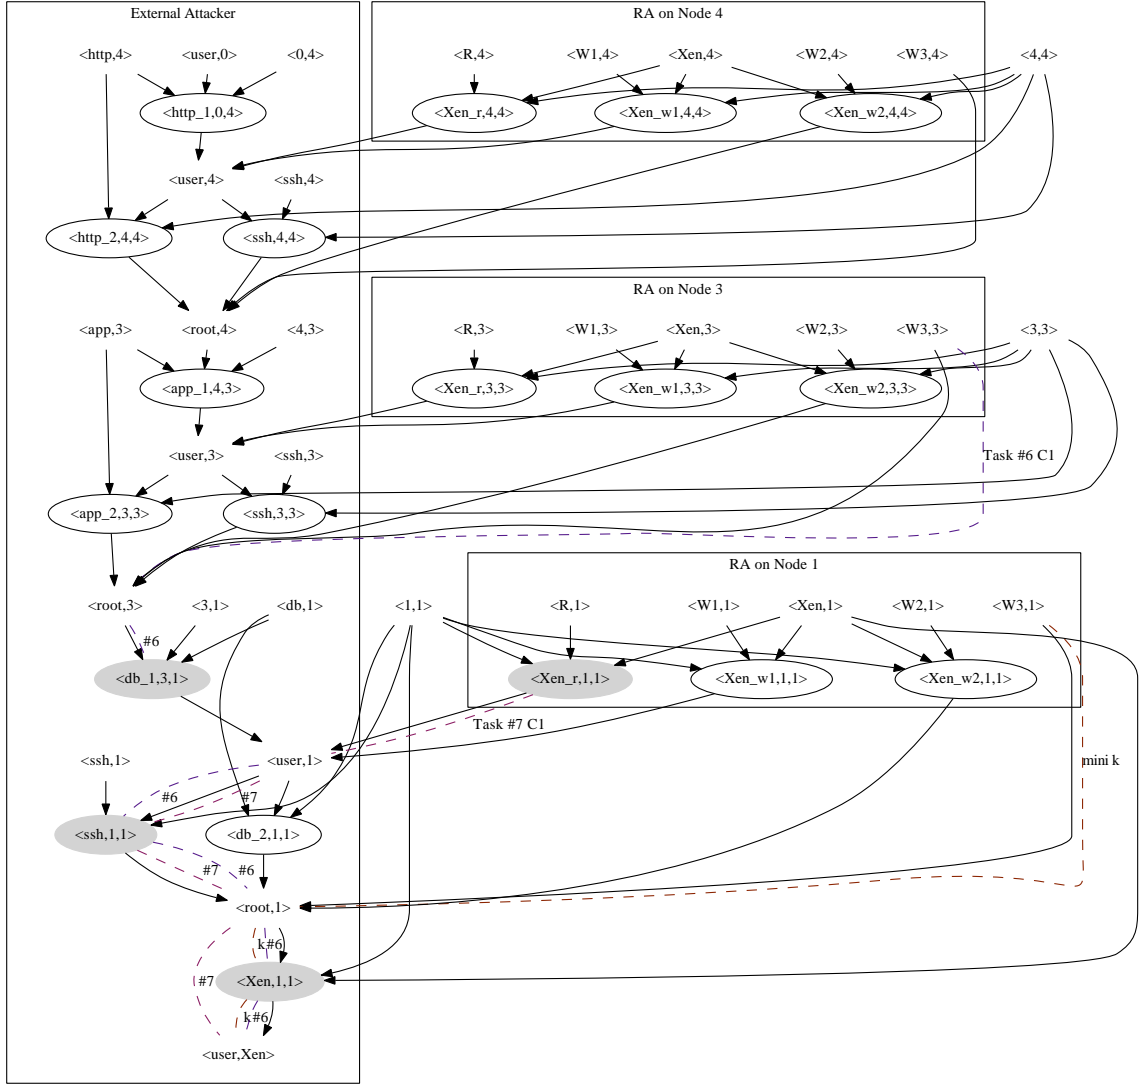 External Attacker
RA on Node 4
<http,4>
<user,0>
<0,4>
<R,4>
<W1,4>
<Xen,4>
<W2,4>
<W3,4>
<4,4>
<http_1,0,4>
<Xen_r,4,4>
<Xen_w1,4,4>
<Xen_w2,4,4>
<user,4>
<ssh,4>
<http_2,4,4>
<ssh,4,4>
RA on Node 3
<app,3>
<root,4>
<4,3>
<R,3>
<W1,3>
<Xen,3>
<W2,3>
<W3,3>
<3,3>
<app_1,4,3>
<Xen_r,3,3>
<Xen_w1,3,3>
<Xen_w2,3,3>
<user,3>
<ssh,3>
Task #6 C1
<app_2,3,3>
<ssh,3,3>
RA on Node 1
<root,3>
<3,1>
<db,1>
<1,1>
<R,1>
<W1,1>
<Xen,1>
<W2,1>
<W3,1>
#6
<db_1,3,1>
<Xen_r,1,1>
<Xen_w1,1,1>
<Xen_w2,1,1>
Task #7 C1
<ssh,1>
<user,1>
mini k
#6
#7
<ssh,1,1>
<db_2,1,1>
#7
#6
<root,1>
k#6
#7
<Xen,1,1>
k#6
<user,Xen>